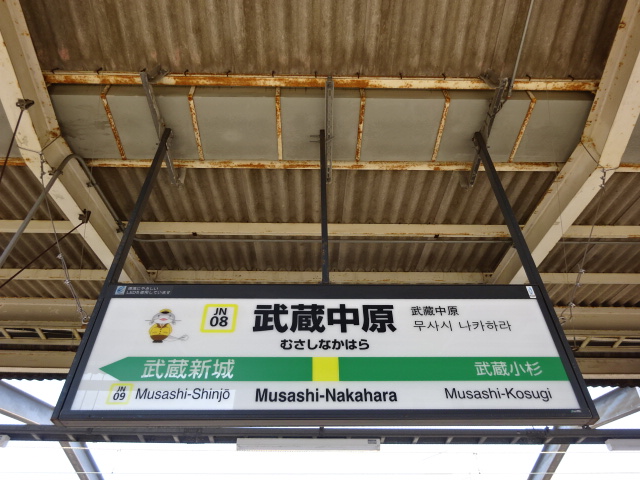 JN
08
武蔵中原
むさしなかはら
武蔵中原
무사시 나카하라
武蔵新城
武蔵小杉
JN
09
Musashi-Shinjō
Musashi-Nakahara
Musashi-Kosugi